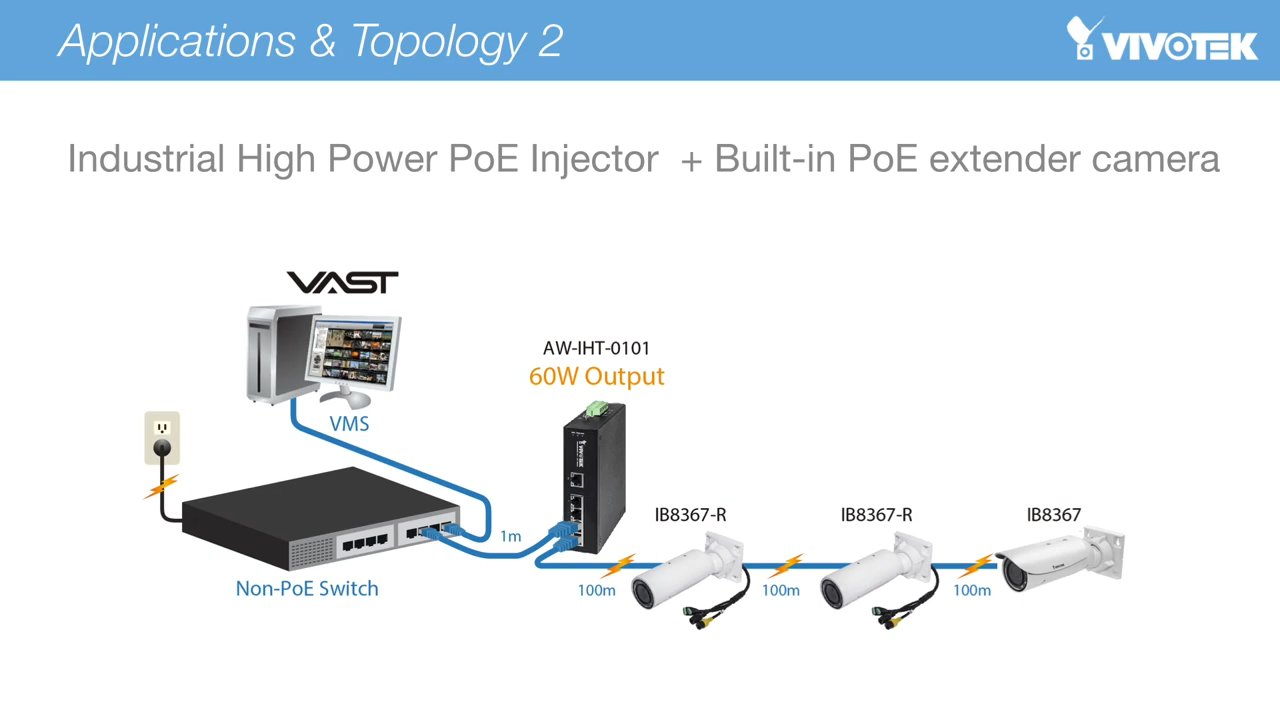 Applications & Topology 2
VIVOTEK
Industrial High Power PoE Injector + Built-in PoE extender camera
VAST
VMS
AW-IHT-0101
60W Output
VIVOTEK
1m
Non-PoE Switch
IB8367-R
IB8367-R
IB8367
100m
100m
100m